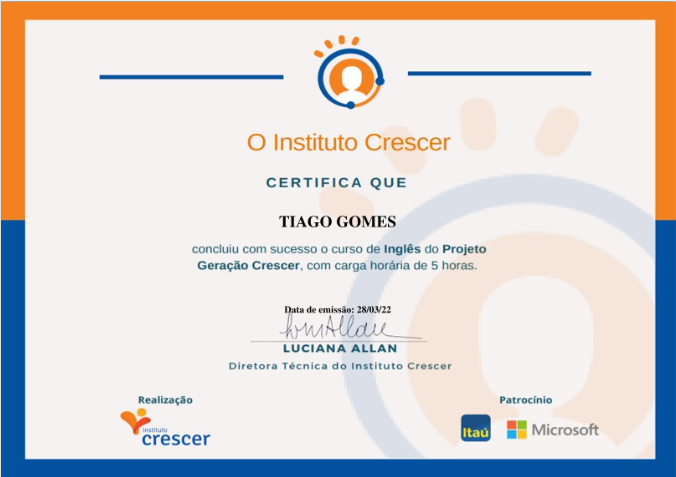 O Instituto Crescer
CERTIFICA QUE
TIAGO GOMES
concluiu com sucesso o curso de Inglês do Projeto
Geração Crescer, com carga horária de 5 horas.
Data de emissão: 28/03/22
LUCIANA ALLAN
Diretora Técnica do Instituto Crescer
Realização
instituto
crescer
Patrocínio
Itaú
Microsoft